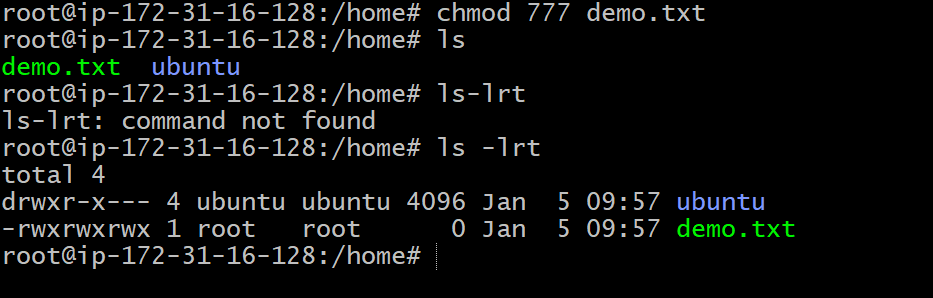 root@ip-172-31-16-128:/home# chmod 777 demo.txt
root@ip-172-31-16-128:/home# ls
demo.txt  ubuntu
root@ip-172-31-16-128:/home# ls-lrt
ls-lrt: command not found
root@ip-172-31-16-128:/home# ls -lrt
total 4
drwxr-x--- 4 ubuntu ubuntu 4096 Jan  5 09:57 ubuntu
-rwxrwxrwx 1 root   root      0 Jan  5 09:57 demo.txt
root@ip-172-31-16-128:/home#